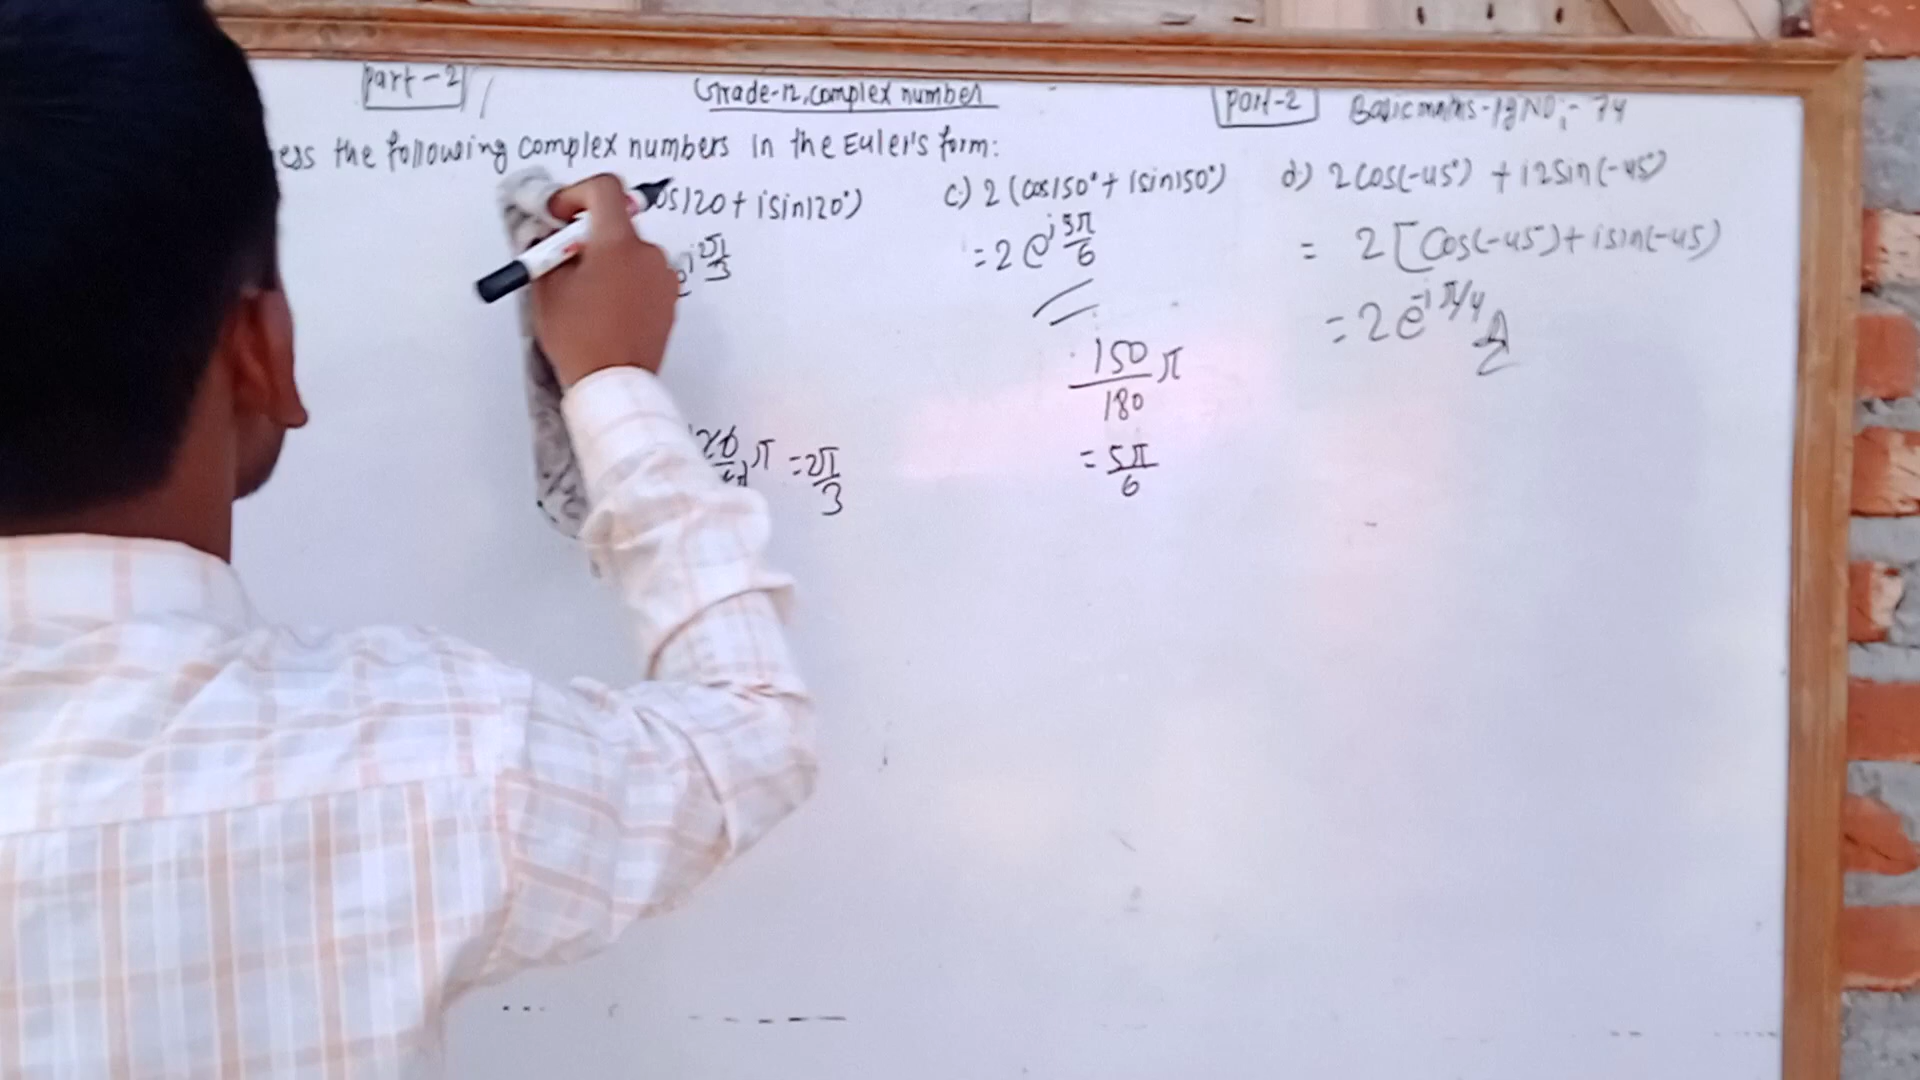 Part-2
Grade-12, complex number
Part-2
Basic maths - Pg NO:- 74
ess the following complex numbers in the Euler's form:
os120 + isin120°)
e^i 2π/3
120/180 π = 2π/3
c) 2 (cos150° + isin150°)
= 2 e^i 5π/6
150/180 π
= 5π/6
d) 2cos(-45°) + i2sin(-45°)
= 2 [Cos(-45°) + isin(-45)
= 2 e^-i π/4